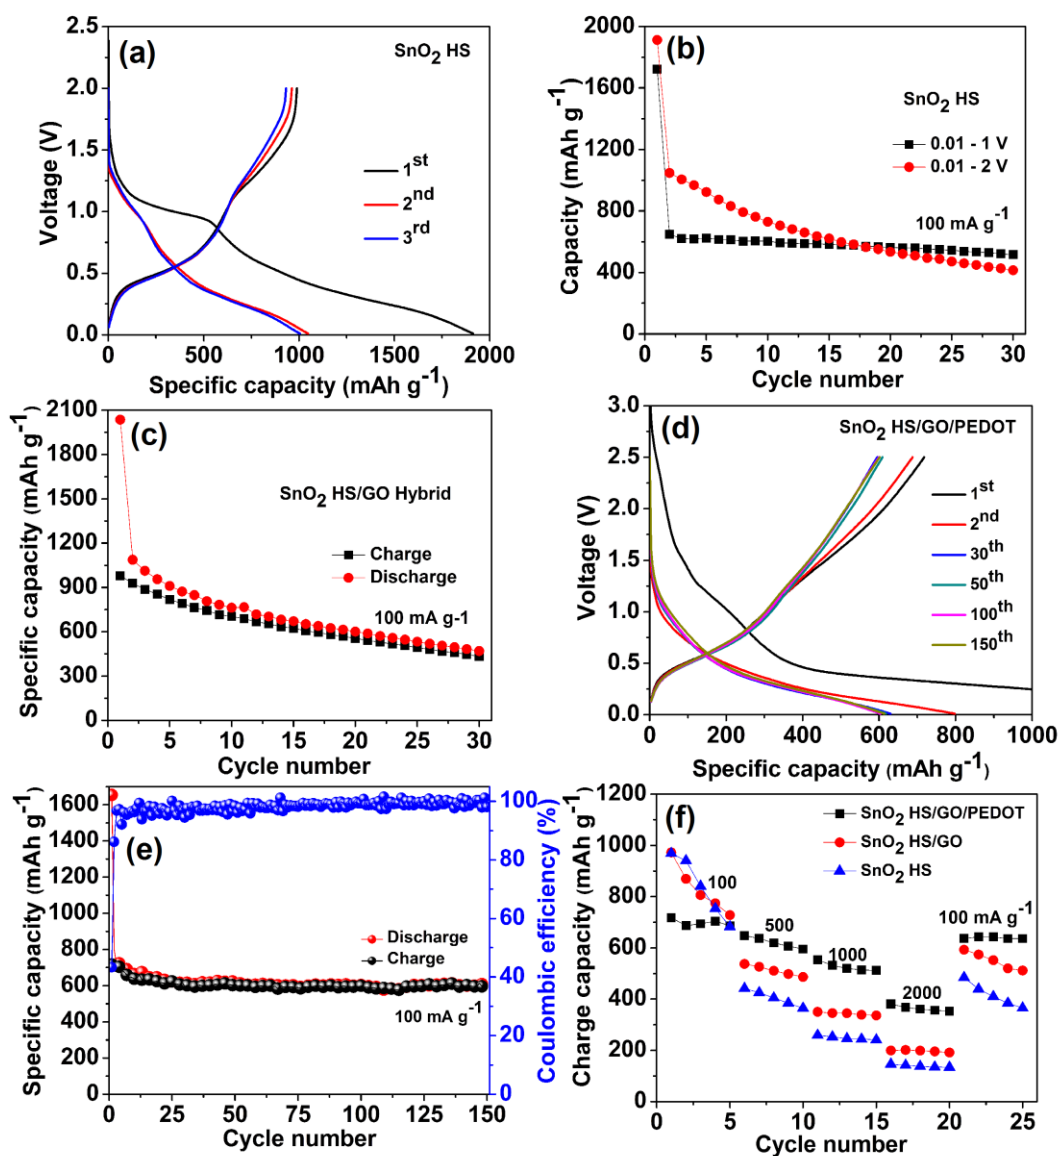 (a)
SnO2 HS
2.5
2.0
1.5
1.0
0.5
0.0
Voltage (V)
1st
2nd
3rd
0 500 1000 1500 2000
Specific capacity (mAh g-1)
(b)
SnO2 HS
0.01 - 1 V
0.01 - 2 V
100 mA g-1
2000
1600
1200
800
400
0
Capacity (mAh g-1)
0 5 10 15 20 25 30
Cycle number
(c)
SnO2 HS/GO Hybrid
Charge
Discharge
100 mA g-1
2100
1800
1500
1200
900
600
300
0
Specific capacity (mAh g-1)
0 5 10 15 20 25 30
Cycle number
(d)
SnO2 HS/GO/PEDOT
1st
2nd
30th
50th
100th
150th
3.0
2.5
2.0
1.5
1.0
0.5
0.0
Voltage (V)
0 200 400 600 800 1000
Specific capacity (mAh g-1)
(e)
Discharge
Charge
100 mA g-1
1600
1400
1200
1000
800
600
400
200
0
Specific capacity (mAh g-1)
100
80
60
40
20
0
Coulombic efficiency (%)
0 25 50 75 100 125 150
Cycle number
(f)
SnO2 HS/GO/PEDOT
SnO2 HS/GO
SnO2 HS
100
500
1000
2000
100 mA g-1
1200
1000
800
600
400
200
0
Charge capacity (mAh g-1)
0 5 10 15 20 25
Cycle number